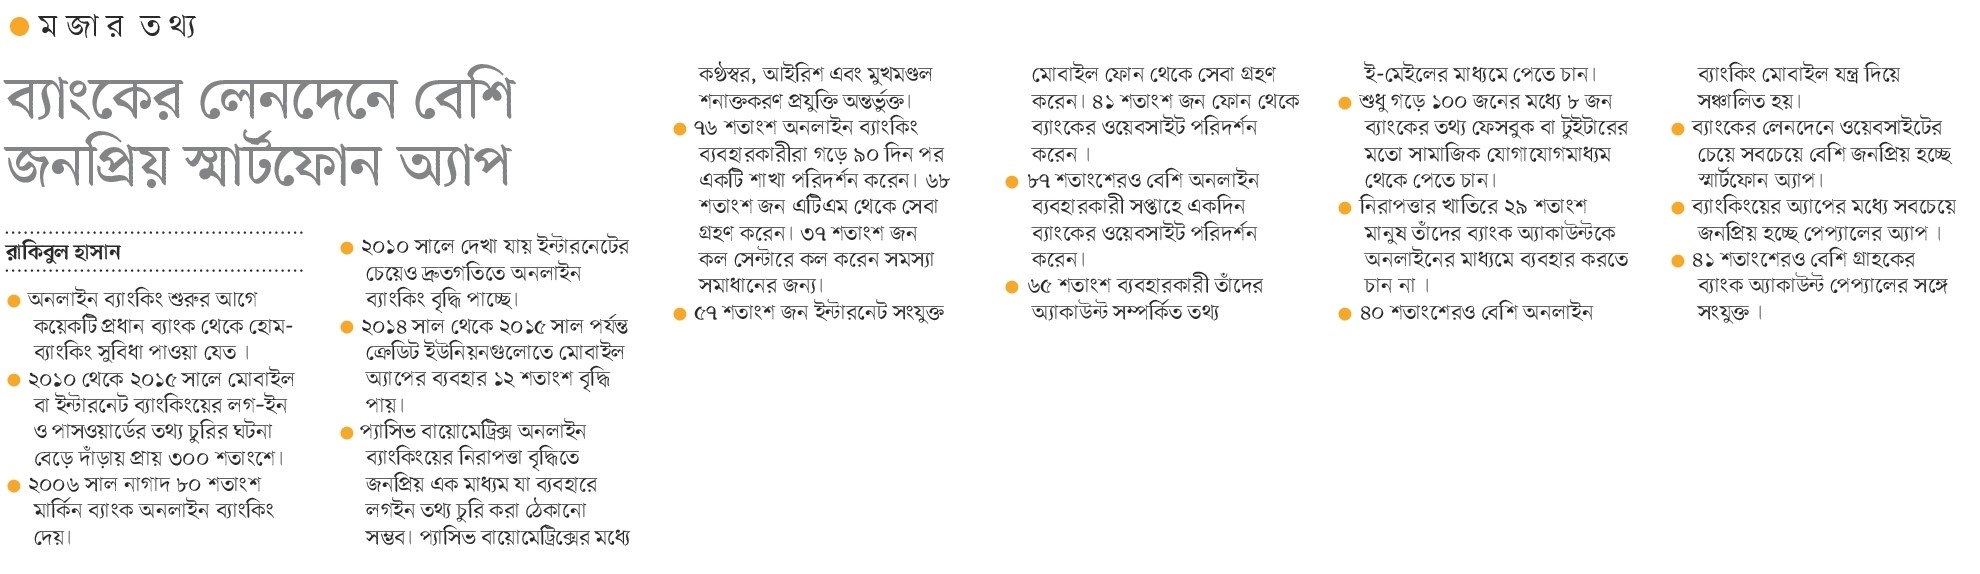 মজার তথ্য
ব্যাংকের লেনদেনে বেশি
জনপ্রিয় স্মার্টফোন অ্যাপ
রাকিবুল হাসান
● অনলাইন ব্যাংকিং শুরুর আগে
কয়েকটি প্রধান ব্যাংক থেকে হোম-
ব্যাংকিং সুবিধা পাওয়া যেত।
● ২০১০ থেকে ২০১৫ সালে মোবাইল
বা ইন্টারনেট ব্যাংকিংয়ের লগ-ইন
ও পাসওয়ার্ডের তথ্য চুরির ঘটনা
বেড়ে দাঁড়ায় প্রায় ৩০০ শতাংশে।
● ২০০৬ সাল নাগাদ ৮০ শতাংশ
মার্কিন ব্যাংক অনলাইন ব্যাংকিং
দেয়।
● ২০১০ সালে দেখা যায় ইন্টারনেটের
চেয়েও দ্রুতগতিতে অনলাইন
ব্যাংকিং বৃদ্ধি পাচ্ছে।
● ২০১৪ সাল থেকে ২০১৫ সাল পর্যন্ত
ক্রেডিট ইউনিয়নগুলোতে মোবাইল
অ্যাপের ব্যবহার ১২ শতাংশ বৃদ্ধি
পায়।
● প্যাসিভ বায়োমেট্রিক্স অনলাইন
ব্যাংকিংয়ের নিরাপত্তা বৃদ্ধিতে
জনপ্রিয় এক মাধ্যম যা ব্যবহারে
লগইন তথ্য চুরি করা ঠেকানো
সম্ভব। প্যাসিভ বায়োমেট্রিক্সের মধ্যে
কণ্ঠস্বর, আইরিশ এবং মুখমণ্ডল
শনাক্তকরণ প্রযুক্তি অন্তর্ভুক্ত।
● ৭৬ শতাংশ অনলাইন ব্যাংকিং
ব্যবহারকারীরা গড়ে ৯০ দিন পর
একটি শাখা পরিদর্শন করেন। ৬৮
শতাংশ জন এটিএম থেকে সেবা
গ্রহণ করেন। ৩৭ শতাংশ জন
কল সেন্টারে কল করেন সমস্যা
সমাধানের জন্য।
● ৫৭ শতাংশ জন ইন্টারনেট সংযুক্ত
মোবাইল ফোন থেকে সেবা গ্রহণ
করেন। ৪১ শতাংশ জন ফোন থেকে
ব্যাংকের ওয়েবসাইট পরিদর্শন
করেন।
● ৮৭ শতাংশেরও বেশি অনলাইন
ব্যবহারকারী সপ্তাহে একদিন
ব্যাংকের ওয়েবসাইট পরিদর্শন
করেন।
● ৬৫ শতাংশ ব্যবহারকারী তাঁদের
অ্যাকাউন্ট সম্পর্কিত তথ্য
ই-মেইলের মাধ্যমে পেতে চান।
● শুধু গড়ে ১০০ জনের মধ্যে ৮ জন
ব্যাংকের তথ্য ফেসবুক বা টুইটারের
মতো সামাজিক যোগাযোগমাধ্যম
থেকে পেতে চান।
● নিরাপত্তার খাতিরে ২৯ শতাংশ
মানুষ তাঁদের ব্যাংক অ্যাকাউন্টকে
অনলাইনের মাধ্যমে ব্যবহার করতে
চান না।
● ৪০ শতাংশেরও বেশি অনলাইন
ব্যাংকিং মোবাইল যন্ত্র দিয়ে
সঞ্চালিত হয়।
● ব্যাংকের লেনদেনে ওয়েবসাইটের
চেয়ে সবচেয়ে বেশি জনপ্রিয় হচ্ছে
স্মার্টফোন অ্যাপ।
● ব্যাংকিংয়ের অ্যাপের মধ্যে সবচেয়ে
জনপ্রিয় হচ্ছে পেপ্যালের অ্যাপ।
● ৪১ শতাংশেরও বেশি গ্রাহকের
ব্যাংক অ্যাকাউন্ট পেপ্যালের সঙ্গে
সংযুক্ত।